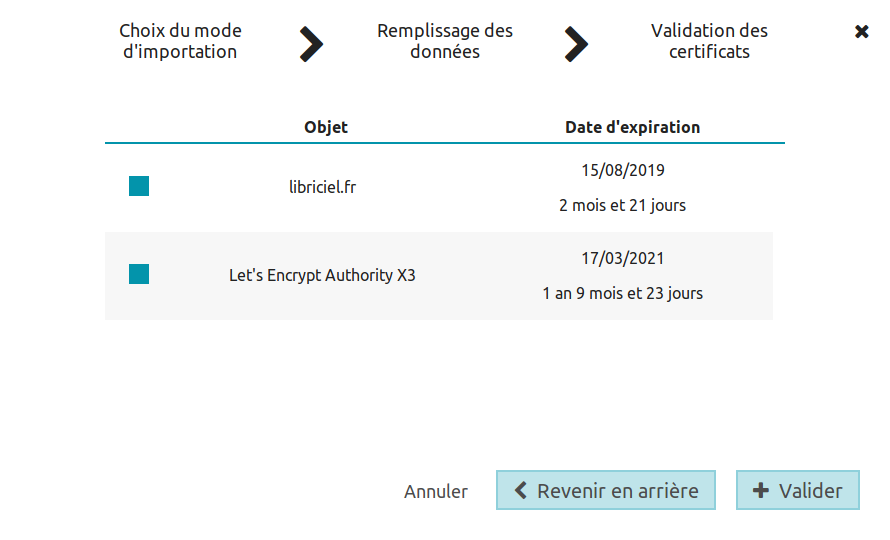 Choix du mode
d'importation
Remplissage des
données
Validation des
certificats
Objet
Date d'expiration
libriciel.fr
15/08/2019
2 mois et 21 jours
Let's Encrypt Authority X3
17/03/2021
1 an 9 mois et 23 jours
Annuler
Revenir en arrière
Valider